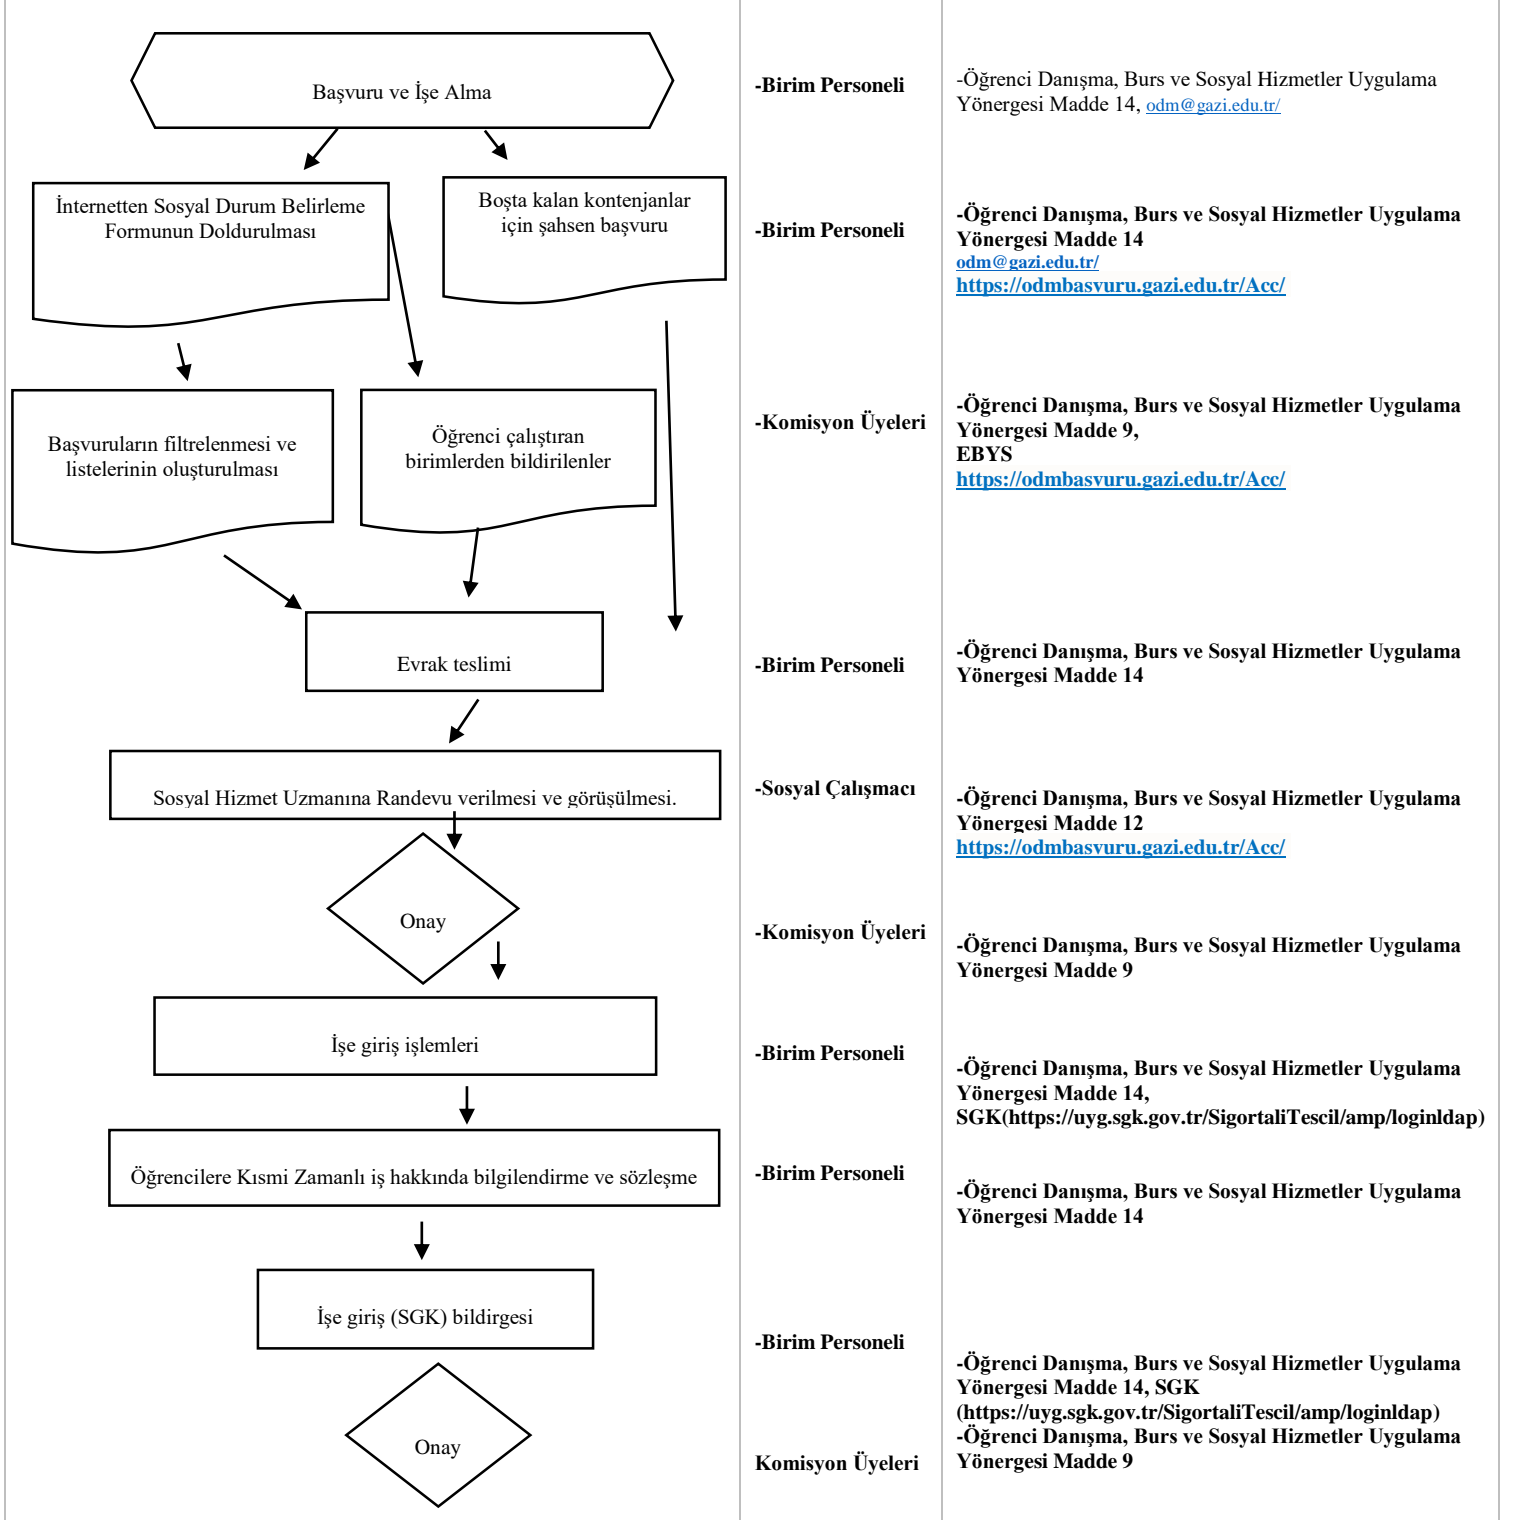 Başvuru ve İşe Alma
-Birim Personeli
-Öğrenci Danışma, Burs ve Sosyal Hizmetler Uygulama
Yönergesi Madde 14, odm@gazi.edu.tr/
İnternetten Sosyal Durum Belirleme
Formunun Doldurulması
Boşta kalan kontenjanlar
için şahsen başvuru
-Birim Personeli
-Öğrenci Danışma, Burs ve Sosyal Hizmetler Uygulama
Yönergesi Madde 14
odm@gazi.edu.tr/
https://odmbasvuru.gazi.edu.tr/Acc/
Başvuruların filtrelenmesi ve
listelerinin oluşturulması
Öğrenci çalıştıran
birimlerden bildirilenler
-Komisyon Üyeleri
-Öğrenci Danışma, Burs ve Sosyal Hizmetler Uygulama
Yönergesi Madde 9,
EBYS
https://odmbasvuru.gazi.edu.tr/Acc/
Evrak teslimi
-Birim Personeli
-Öğrenci Danışma, Burs ve Sosyal Hizmetler Uygulama
Yönergesi Madde 14
Sosyal Hizmet Uzmanına Randevu verilmesi ve görüşülmesi.
-Sosyal Çalışmacı
-Öğrenci Danışma, Burs ve Sosyal Hizmetler Uygulama
Yönergesi Madde 12
https://odmbasvuru.gazi.edu.tr/Acc/
Onay
-Komisyon Üyeleri
-Öğrenci Danışma, Burs ve Sosyal Hizmetler Uygulama
Yönergesi Madde 9
İşe giriş işlemleri
-Birim Personeli
-Öğrenci Danışma, Burs ve Sosyal Hizmetler Uygulama
Yönergesi Madde 14,
SGK(https://uyg.sgk.gov.tr/SigortaliTescil/amp/loginldap)
Öğrencilere Kısmi Zamanlı iş hakkında bilgilendirme ve sözleşme
-Birim Personeli
-Öğrenci Danışma, Burs ve Sosyal Hizmetler Uygulama
Yönergesi Madde 14
İşe giriş (SGK) bildirgesi
-Birim Personeli
-Öğrenci Danışma, Burs ve Sosyal Hizmetler Uygulama
Yönergesi Madde 14, SGK
(https://uyg.sgk.gov.tr/SigortaliTescil/amp/loginldap)
Onay
Komisyon Üyeleri
-Öğrenci Danışma, Burs ve Sosyal Hizmetler Uygulama
Yönergesi Madde 9